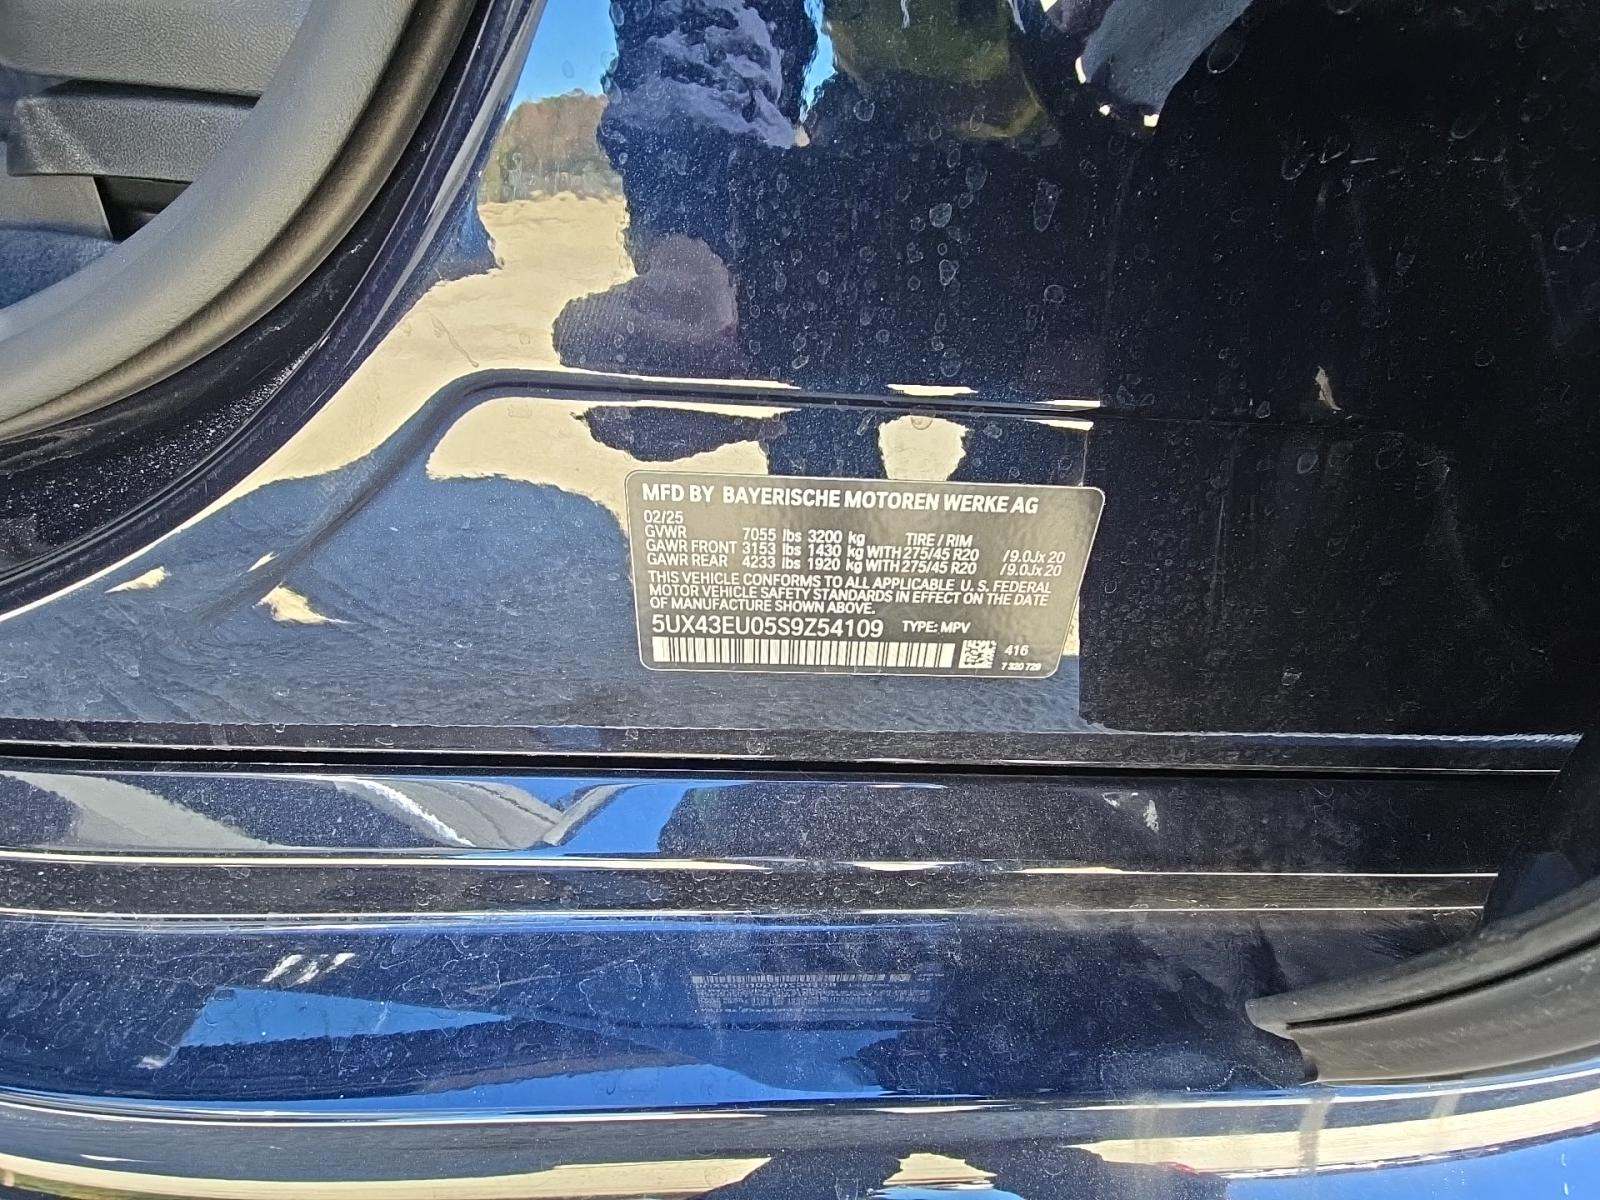 MFD BY BAYERISCHE MOTOREN WERKE AG
02/25
GVWR 7055 lbs 3200 kg TIRE / RIM
GAWR FRONT 3153 lbs 1430 kg WITH 275/45 R20 / 9.0Jx 20
GAWR REAR 4233 lbs 1920 kg WITH 275/45 R20 / 9.0Jx 20
THIS VEHICLE CONFORMS TO ALL APPLICABLE U.S. FEDERAL
MOTOR VEHICLE SAFETY STANDARDS IN EFFECT ON THE DATE
OF MANUFACTURE SHOWN ABOVE.
5UX43EU05S9Z54109 TYPE: MPV
416
7 320 729